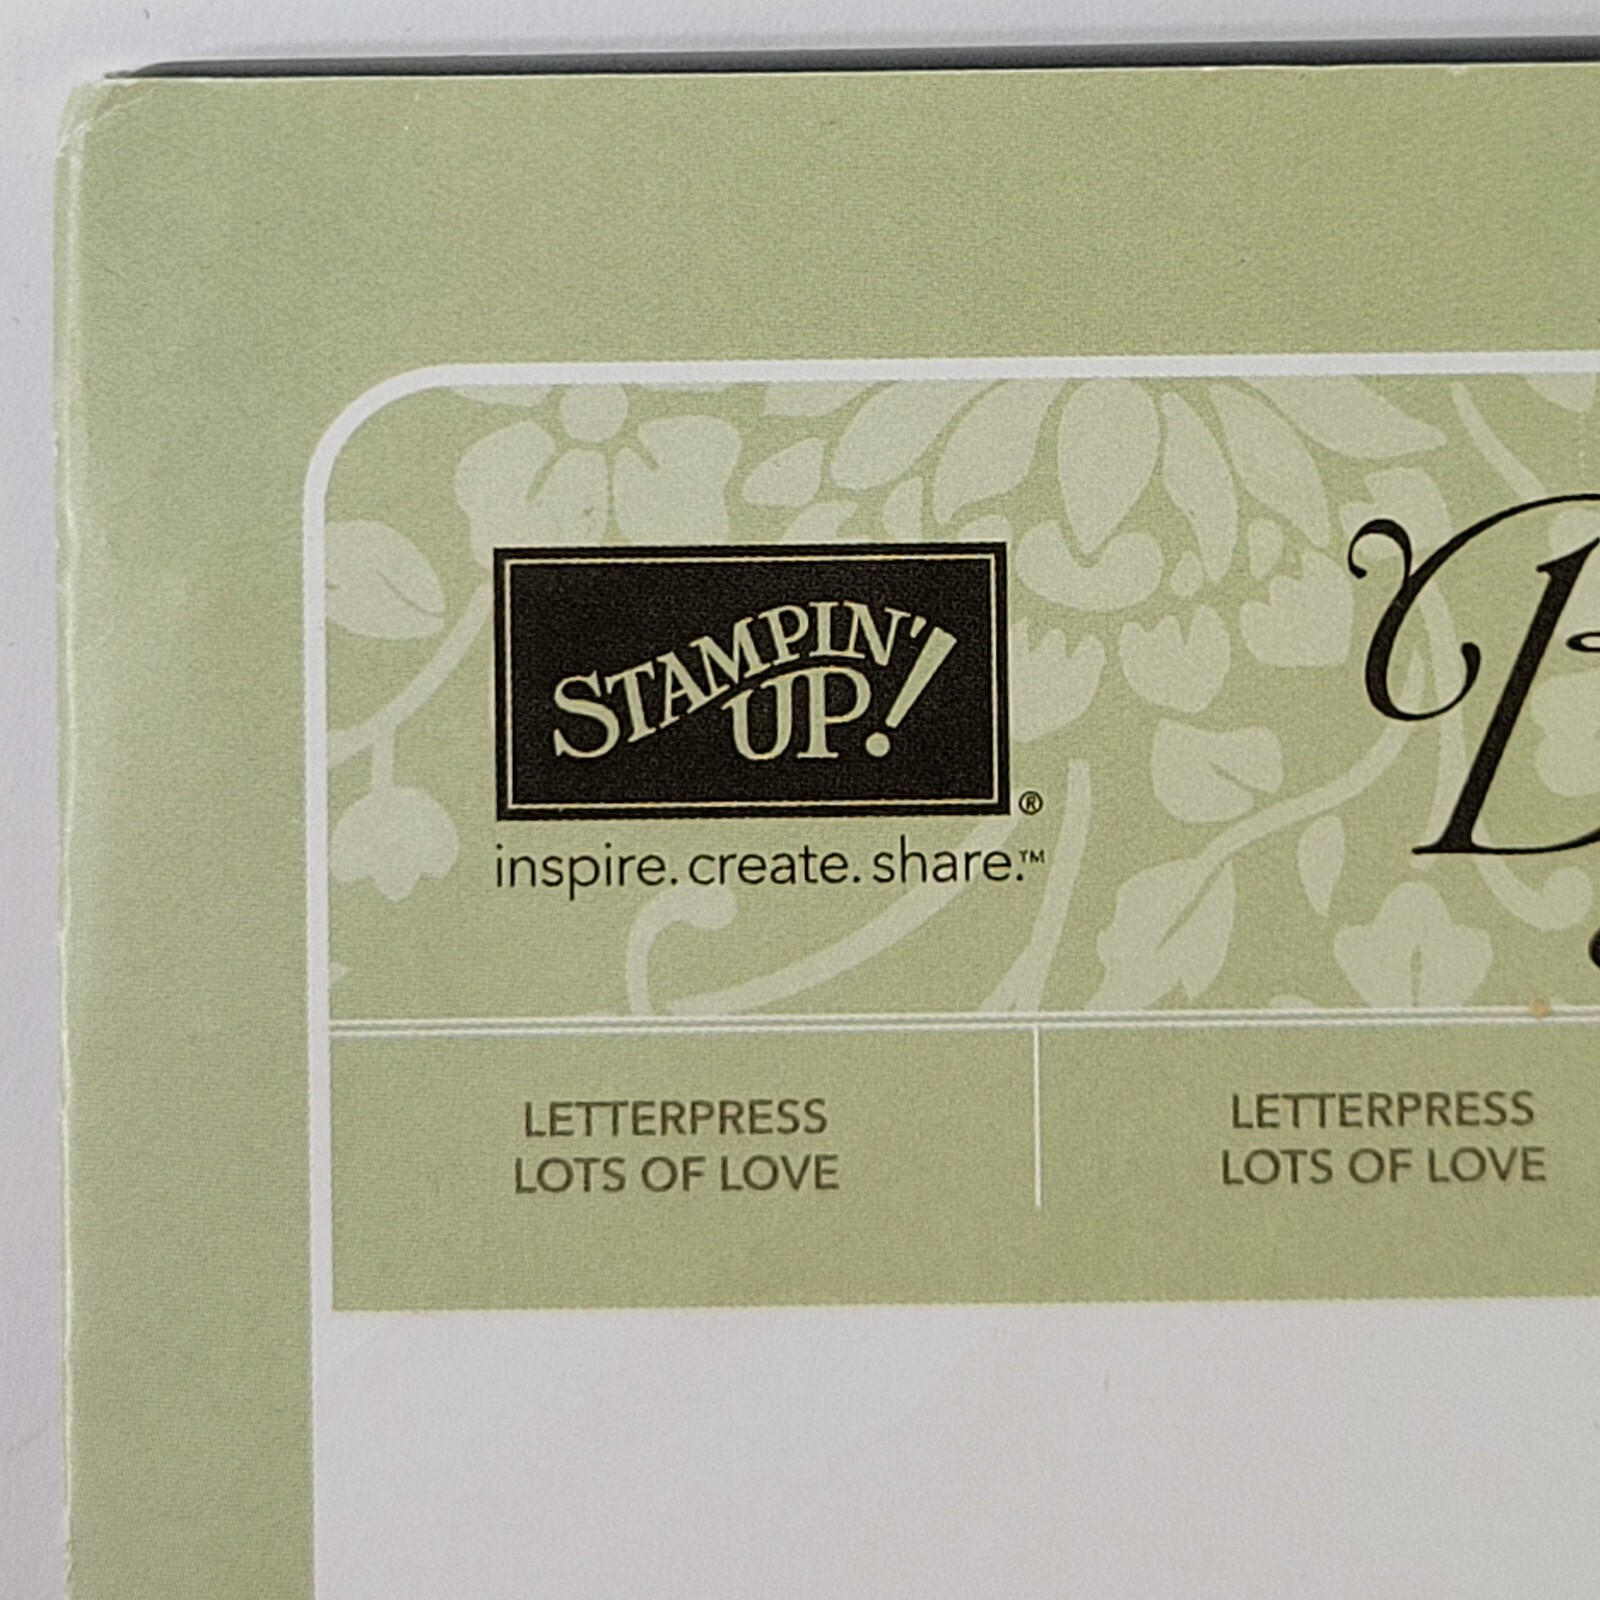 STAMPIN'
UP!
®
inspire. create. share.™
LETTERPRESS
LOTS OF LOVE
LETTERPRESS
LOTS OF LOVE